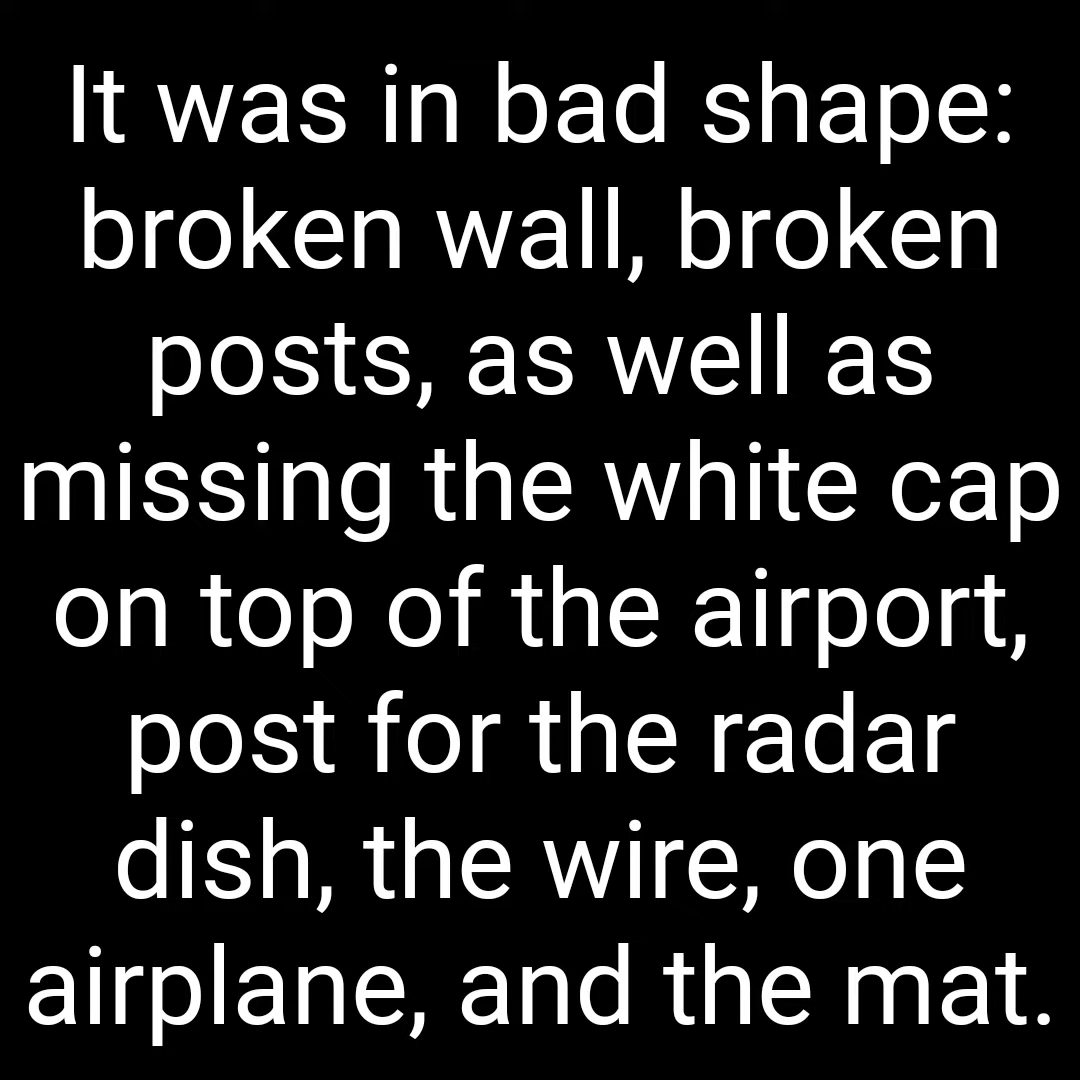 It was in bad shape:
broken wall, broken
posts, as well as
missing the white cap
on top of the airport,
post for the radar
dish, the wire, one
airplane, and the mat.